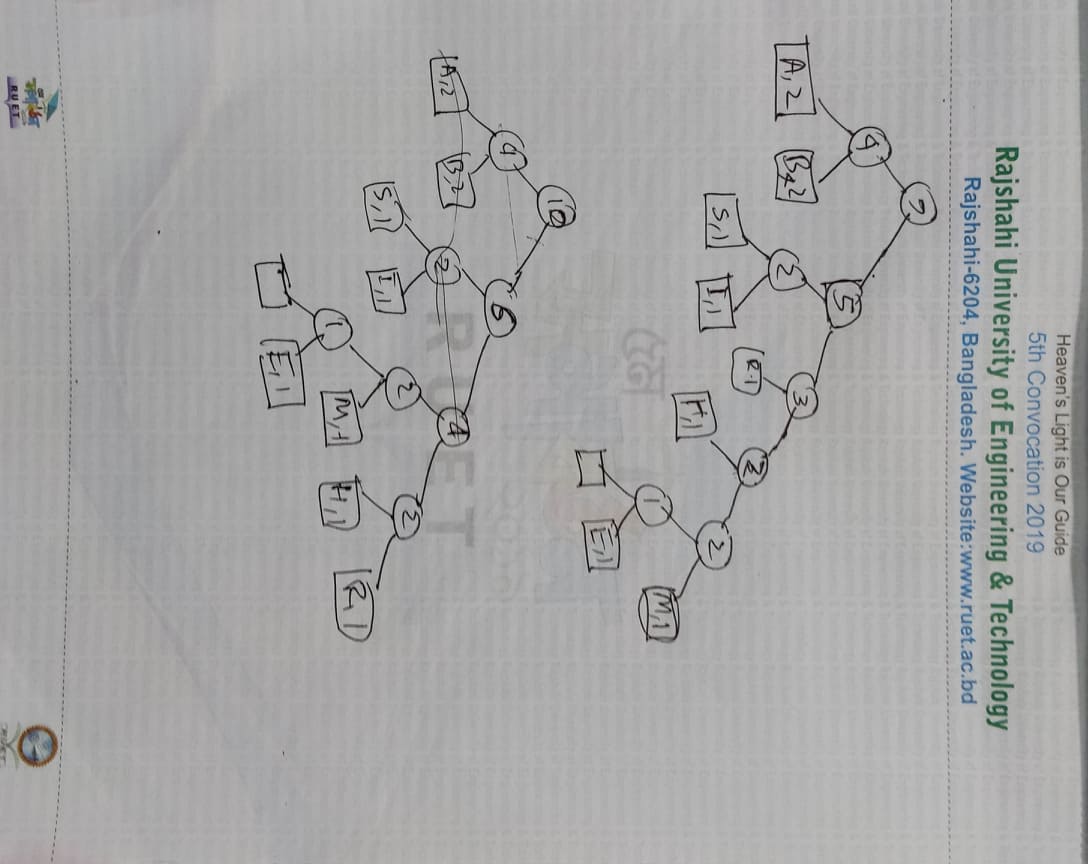 Heaven's Light is Our Guide
5th Convocation 2019
Rajshahi University of Engineering & Technology
Rajshahi-6204, Bangladesh. Website:www.ruet.ac.bd
4
5
A, 2
B, 2
2
3
S, 1
I, 1
R, 1
2
H, 1
2
M, 1
1
E, 1
৫ম
10
4
6
A, 2
B, 2
2
4
RUET
S, 1
I, 1
2
2
1
M, 1
H, 1
R, 1
E, 1
RUET